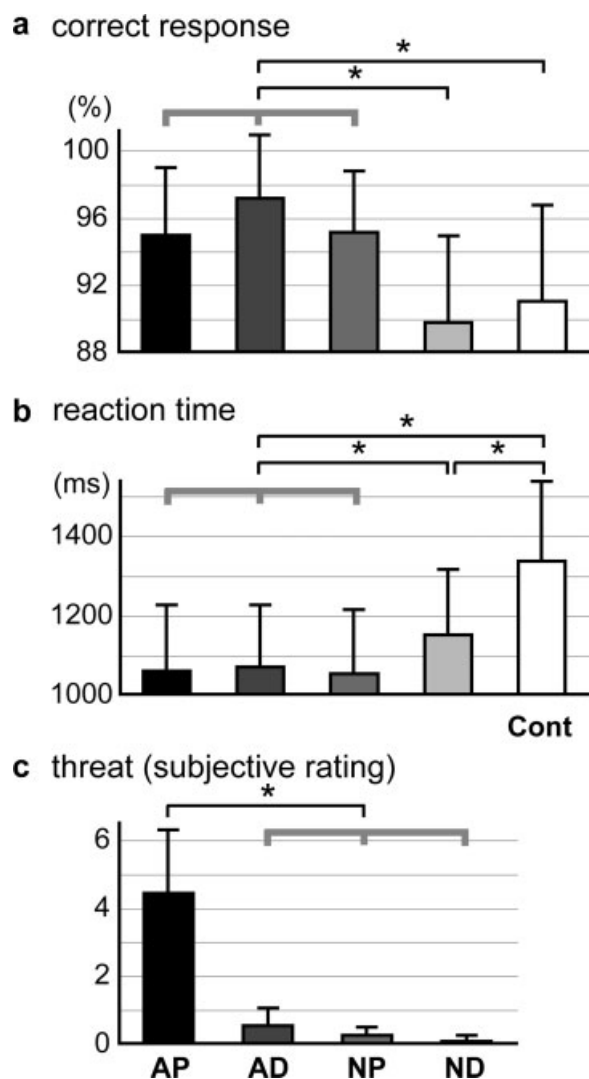 a correct response
*
*
(%)
100
96
92
88
b reaction time
*
* *
(ms)
1400
1200
1000
Cont
c threat (subjective rating)
*
6
4
2
0
AP AD NP ND